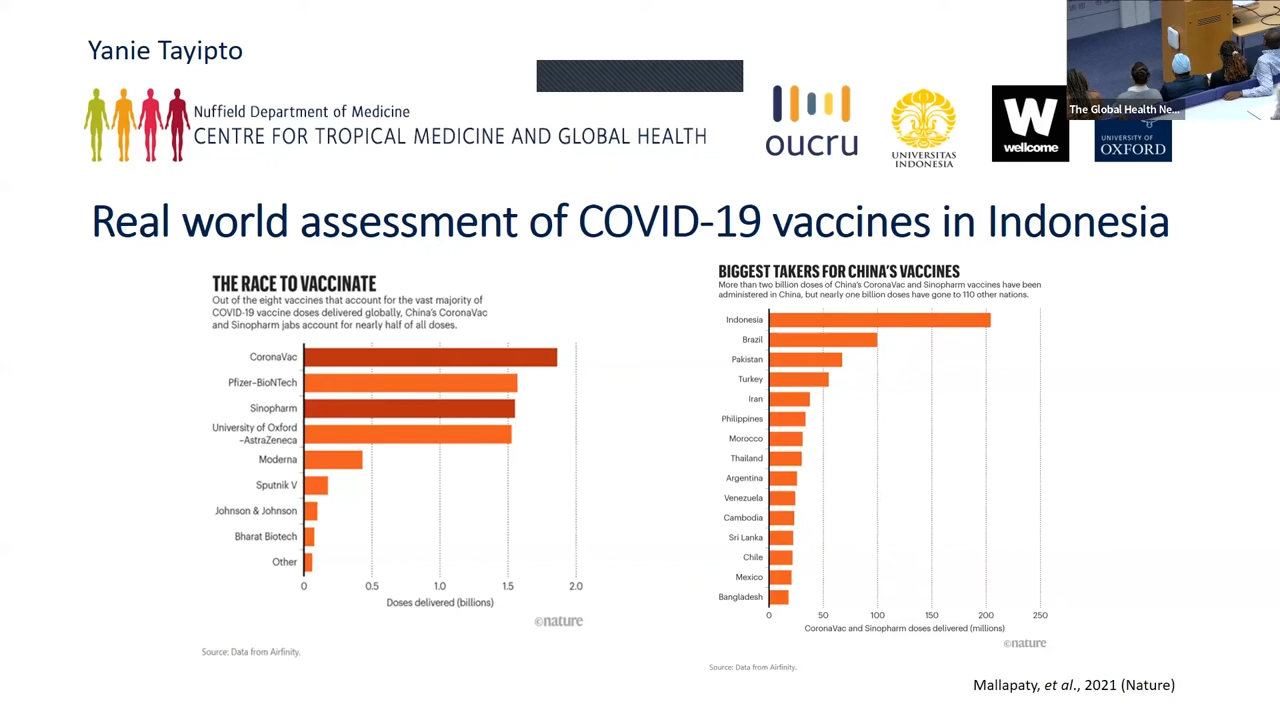 Yanie Tayipto
Nuffield Department of Medicine
CENTRE FOR TROPICAL MEDICINE AND GLOBAL HEALTH
oucru
UNIVERSITAS
INDONESIA
W
wellcome
The Global Health Ne...
UNIVERSITY OF
OXFORD
Real world assessment of COVID-19 vaccines in Indonesia
THE RACE TO VACCINATE
Out of the eight vaccines that account for the vast majority of
COVID-19 vaccine doses delivered globally, China's CoronaVac
and Sinopharm jabs account for nearly half of all doses.
CoronaVac
Pfizer–BioNTech
Sinopharm
University of Oxford
–AstraZeneca
Moderna
Sputnik V
Johnson & Johnson
Bharat Biotech
Other
0 0.5 1.0 1.5 2.0
Doses delivered (billions)
©nature
Source: Data from Airfinity.
BIGGEST TAKERS FOR CHINA'S VACCINES
More than two billion doses of China's CoronaVac and Sinopharm vaccines have been
administered in China, but nearly one billion doses have gone to 110 other nations.
Indonesia
Brazil
Pakistan
Turkey
Iran
Philippines
Morocco
Thailand
Argentina
Venezuela
Cambodia
Sri Lanka
Chile
Mexico
Bangladesh
0 50 100 150 200 250
CoronaVac and Sinopharm doses delivered (millions)
©nature
Source: Data from Airfinity.
Mallapaty, et al., 2021 (Nature)